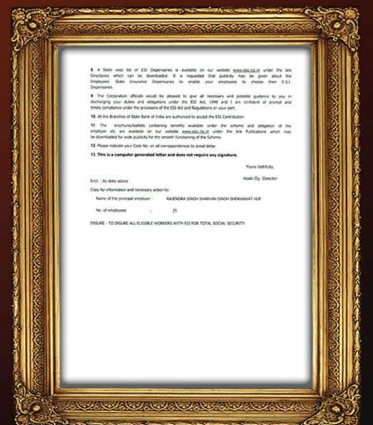 8 A State wise list of ESI Dispensaries is available on our website www.esic.nic.in under the link
Directories which can be downloaded. It is requested that publicity may be given about the
Employees' State Insurance Dispensaries to enable your employees to choose their E.S.I.
Dispensaries.
9 The Corporation officials would be pleased to give all necessary and possible guidance to you in
discharging your duties and obligations under the ESI Act, 1948 and I am confident of prompt and
timely compliance under the provisions of the ESI Act and Regulations on your part.
10 All the Branches of State Bank of India are authorised to accept the ESI Contribution.
11 The brochures/leaflets containing benefits available under the scheme and obligation of the
employer etc are available on our website www.esic.nic.in under the link Publications which may
be downloaded for wide publicity for the smooth functioning of the Scheme
12 Please indicate your Code No. on all correspondences to avoid delay
13 This is a computer generated letter and does not require any signature.
Yours faithfully,
Asstt./Dy. Director
Encl. : As stated above
Copy for information and necessary action to:
Name of the principal employer : RAJENDRA SINGH SHARVAN SINGH SHEKHAWAT HUF
No. of employees : 25
ENSURE - TO INSURE ALL ELIGIBLE WORKERS WITH ESI FOR TOTAL SOCIAL SECURITY